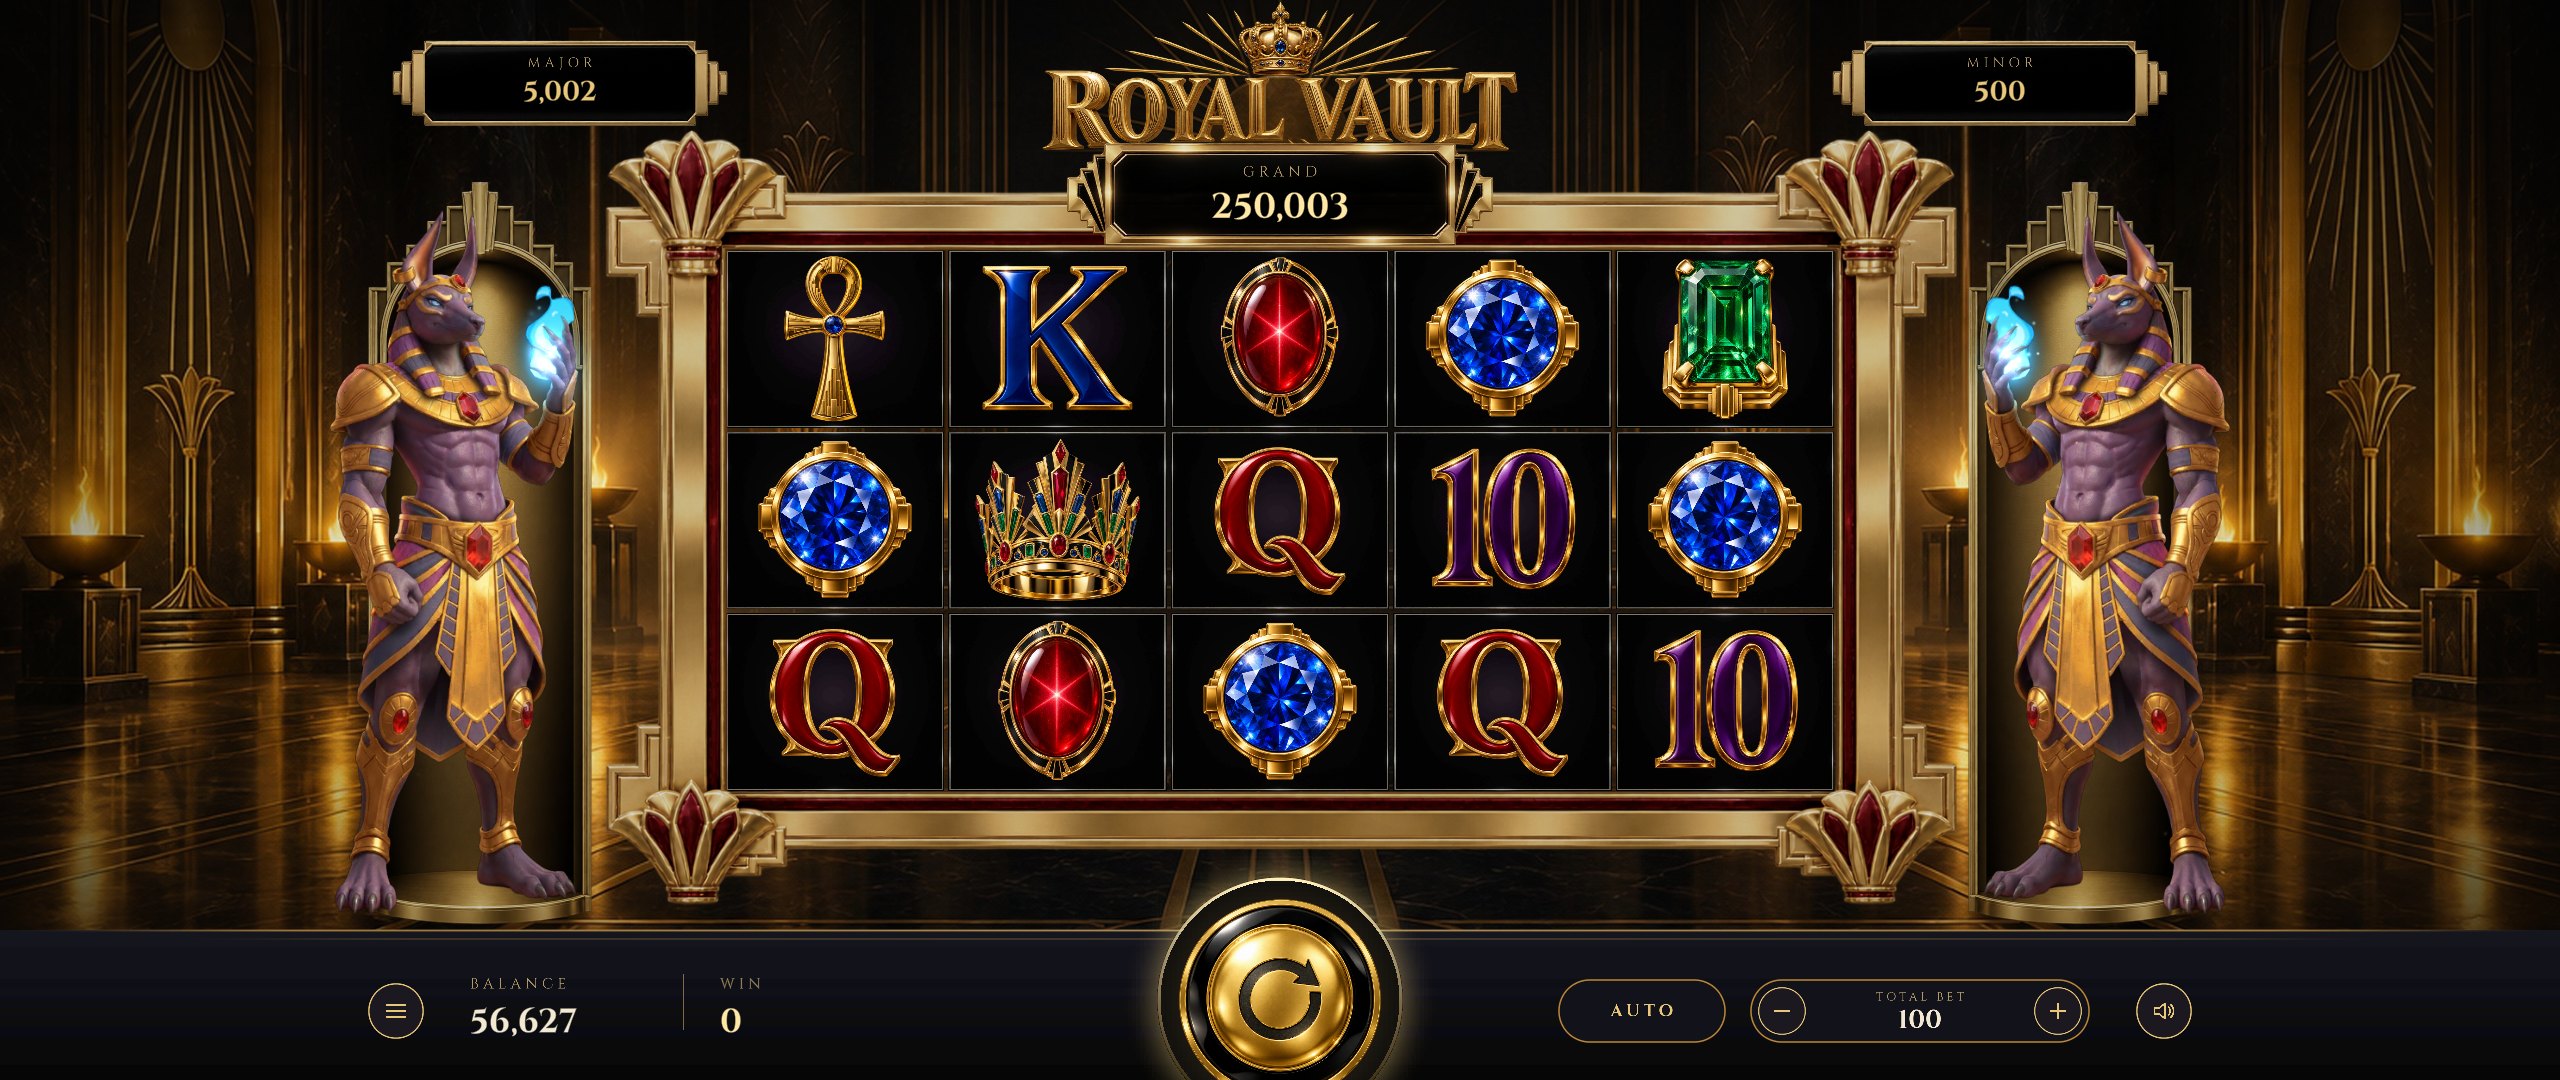 MAJOR
5,002
ROYAL VAULT
MINOR
500
GRAND
250,003
K
Q
10
Q
Q
10
BALANCE
56,627
WIN
0
AUTO
TOTAL BET
100